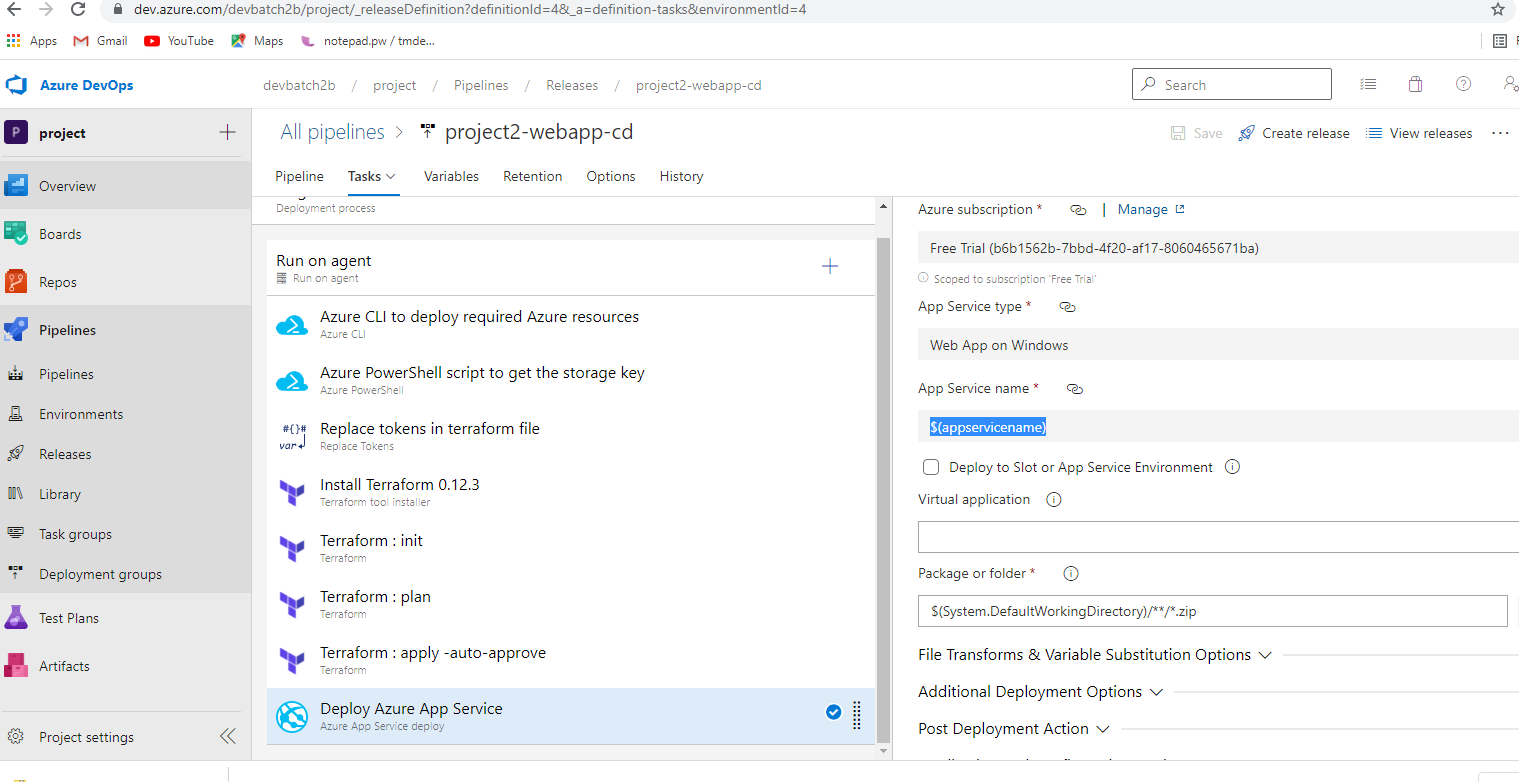 dev.azure.com/devbatch2b/project/_releaseDefinition?definitionId=4&_a=definition-tasks&environmentId=4
Apps Gmail YouTube Maps notepad.pw / tmde...
Azure DevOps devbatch2b / project / Pipelines / Releases / project2-webapp-cd Search
P project
All pipelines > project2-webapp-cd Save Create release View releases ...
Pipeline Tasks Variables Retention Options History
Overview
Boards
Repos
Pipelines
Pipelines
Environments
Releases
Library
Task groups
Deployment groups
Test Plans
Artifacts
Project settings
Deployment process
Run on agent
Run on agent
Azure CLI to deploy required Azure resources
Azure CLI
Azure PowerShell script to get the storage key
Azure PowerShell
#{}#
var
Replace tokens in terraform file
Replace Tokens
Install Terraform 0.12.3
Terraform tool installer
Terraform : init
Terraform
Terraform : plan
Terraform
Terraform : apply -auto-approve
Terraform
Deploy Azure App Service
Azure App Service deploy
Azure subscription * | Manage
Free Trial (b6b1562b-7bbd-4f20-af17-8060465671ba)
Scoped to subscription 'Free Trial'
App Service type *
Web App on Windows
App Service name *
$(appservicename)
Deploy to Slot or App Service Environment
Virtual application
Package or folder *
$(System.DefaultWorkingDirectory)/**/*.zip
File Transforms & Variable Substitution Options
Additional Deployment Options
Post Deployment Action